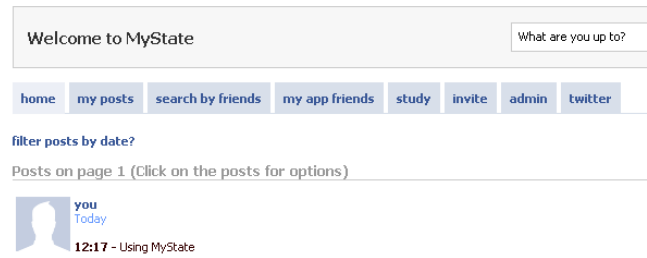 Welcome to MyState
What are you up to?
home my posts search by friends my app friends study invite admin twitter
filter posts by date?
Posts on page 1 (Click on the posts for options)
you
Today
12:17 - Using MyState